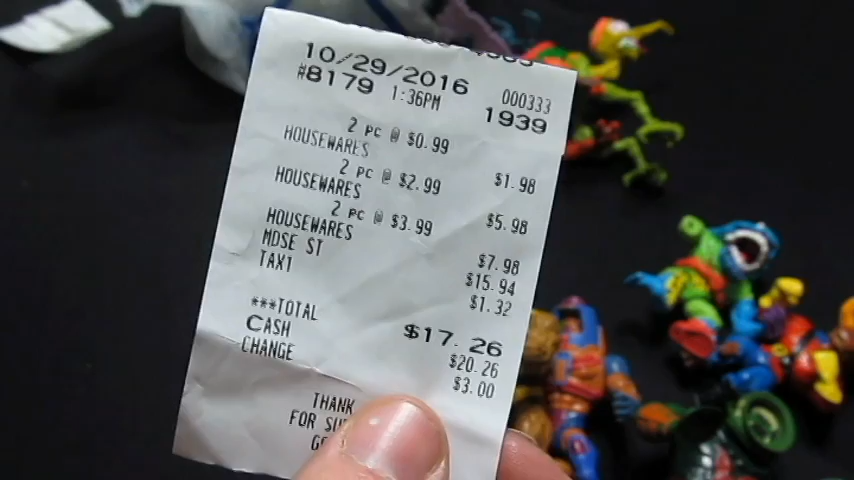 10/29/2016 000333
#8179 1:36PM 1939
2 PC @ $0.99
HOUSEWARES $1.98
2 PC @ $2.99
HOUSEWARES $5.98
2 PC @ $3.99
HOUSEWARES $7.98
MDSE ST $15.94
TAX1 $1.32
***TOTAL $17.26
CASH $20.26
CHANGE $3.00
THANK
FOR